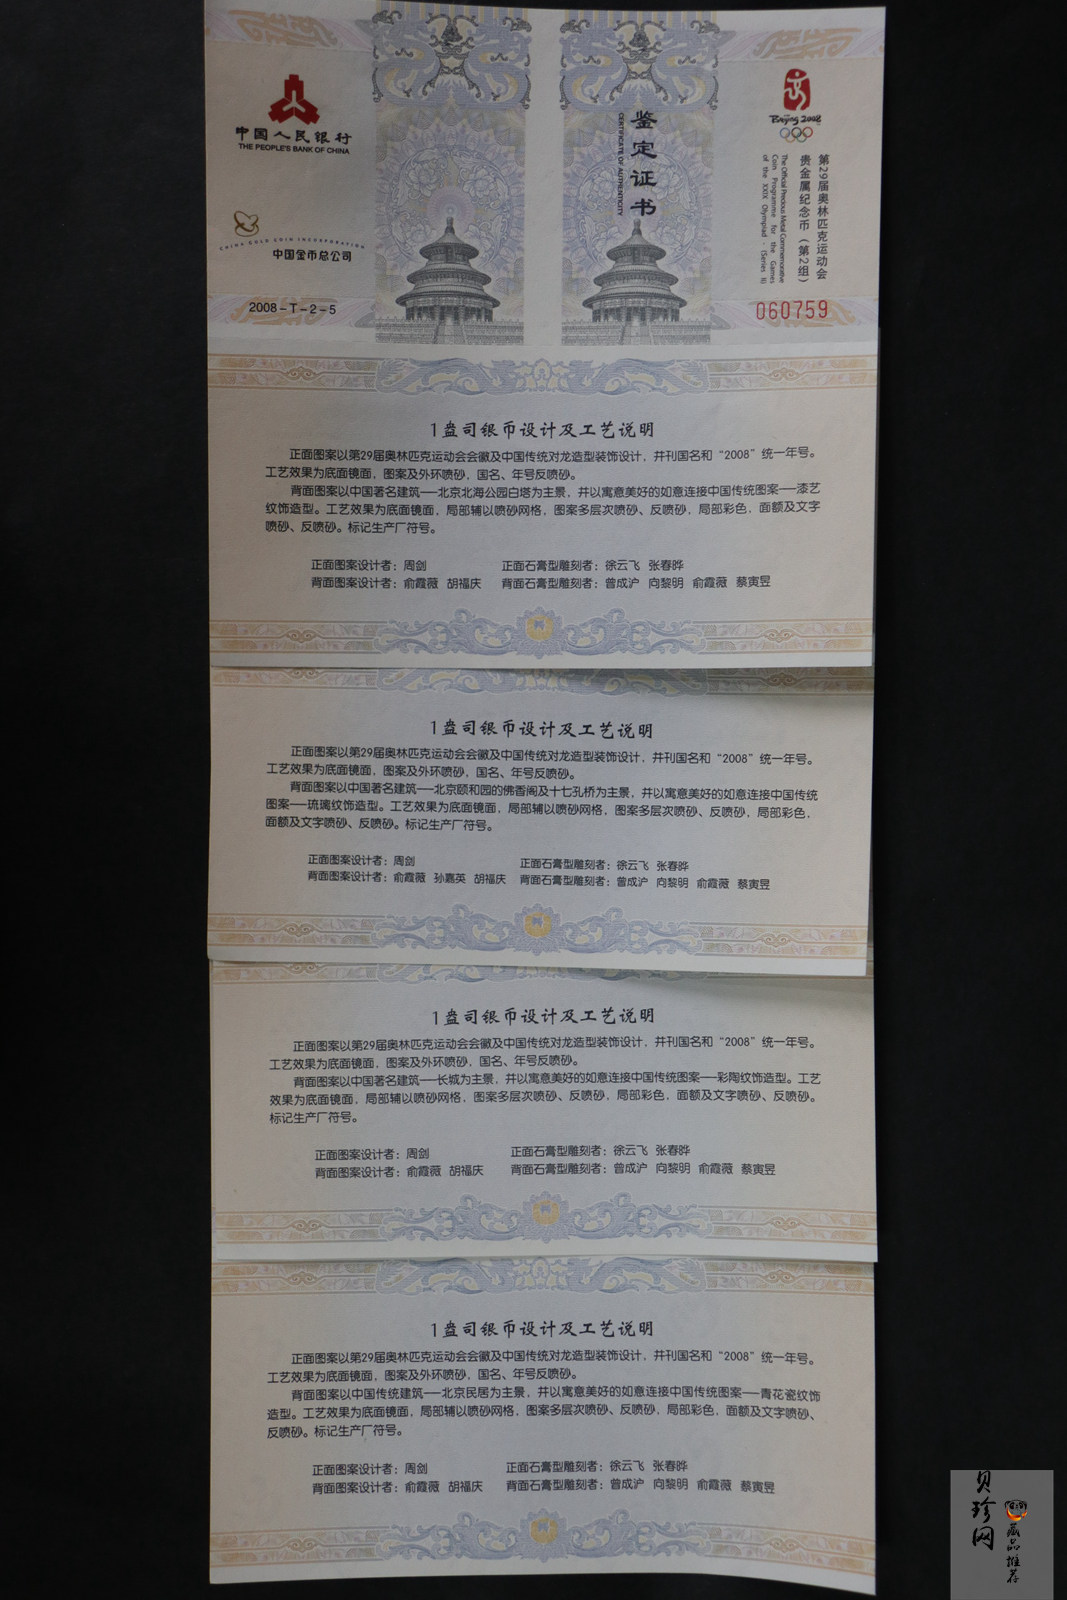 中国人民银行
THE PEOPLE'S BANK OF CHINA
CHINA GOLD COIN INCORPORATION
中国金币总公司
2008-T-2-5
鉴定证书
CERTIFICATE OF AUTHENTICITY
Beijing 2008
第29届奥林匹克运动会
贵金属纪念币（第2组）
The Official Precious Metal Commemorative
Coin Programme for the Games
of the XXIX Olympiad - (Series II)
060759
1盎司银币设计及工艺说明
正面图案以第29届奥林匹克运动会会徽及中国传统对龙造型装饰设计，并刊国名和“2008”统一年号。
工艺效果为底面镜面，图案及外环喷砂，国名、年号反喷砂。
背面图案以中国著名建筑——北京北海公园白塔为主景，并以寓意美好的如意连接中国传统图案——漆艺
纹饰造型。工艺效果为底面镜面，局部辅以喷砂网格，图案多层次喷砂、反喷砂，局部彩色，面额及文字
喷砂、反喷砂。标记生产厂符号。
正面图案设计者：周剑 正面石膏型雕刻者：徐云飞 张春晔
背面图案设计者：俞霞薇 胡福庆 背面石膏型雕刻者：曾成沪 向黎明 俞霞薇 蔡寅昱
1盎司银币设计及工艺说明
正面图案以第29届奥林匹克运动会会徽及中国传统对龙造型装饰设计，并刊国名和“2008”统一年号。
工艺效果为底面镜面，图案及外环喷砂，国名、年号反喷砂。
背面图案以中国著名建筑——北京颐和园的佛香阁及十七孔桥为主景，并以寓意美好的如意连接中国传统
图案——琉璃纹饰造型。工艺效果为底面镜面，局部辅以喷砂网格，图案多层次喷砂、反喷砂，局部彩色，
面额及文字喷砂、反喷砂。标记生产厂符号。
正面图案设计者：周剑 正面石膏型雕刻者：徐云飞 张春晔
背面图案设计者：俞霞薇 孙嘉英 胡福庆 背面石膏型雕刻者：曾成沪 向黎明 俞霞薇 蔡寅昱
1盎司银币设计及工艺说明
正面图案以第29届奥林匹克运动会会徽及中国传统对龙造型装饰设计，并刊国名和“2008”统一年号。
工艺效果为底面镜面，图案及外环喷砂，国名、年号反喷砂。
背面图案以中国著名建筑——长城为主景，并以寓意美好的如意连接中国传统图案——彩陶纹饰造型。工艺
效果为底面镜面，局部辅以喷砂网格，图案多层次喷砂、反喷砂，局部彩色，面额及文字喷砂、反喷砂。
标记生产厂符号。
正面图案设计者：周剑 正面石膏型雕刻者：徐云飞 张春晔
背面图案设计者：俞霞薇 胡福庆 背面石膏型雕刻者：曾成沪 向黎明 俞霞薇 蔡寅昱
1盎司银币设计及工艺说明
正面图案以第29届奥林匹克运动会会徽及中国传统对龙造型装饰设计，并刊国名和“2008”统一年号。
工艺效果为底面镜面，图案及外环喷砂，国名、年号反喷砂。
背面图案以中国传统建筑——北京民居为主景，并以寓意美好的如意连接中国传统图案——青花瓷纹饰
造型。工艺效果为底面镜面，局部辅以喷砂网格，图案多层次喷砂、反喷砂，局部彩色，面额及文字喷砂、
反喷砂。标记生产厂符号。
正面图案设计者：周剑 正面石膏型雕刻者：徐云飞 张春晔
背面图案设计者：俞霞薇 胡福庆 背面石膏型雕刻者：曾成沪 向黎明 俞霞薇 蔡寅昱
贝珍网
藏品推荐